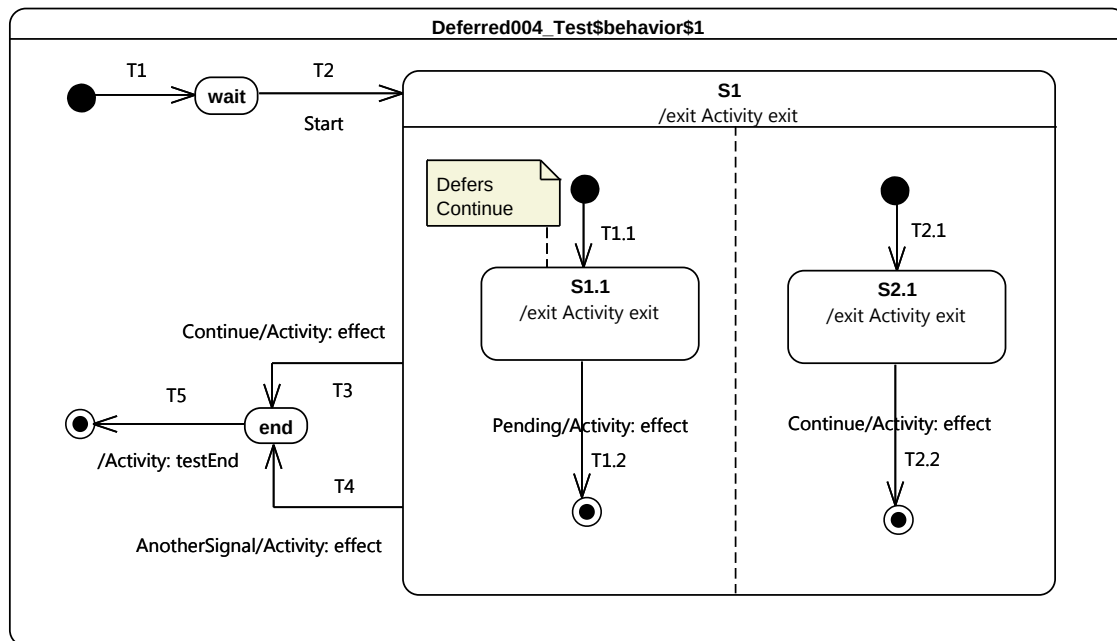 Deferred004_Test$behavior$1
T1
T2
wait
Start
S1
/exit Activity exit
Defers
Continue
T1.1
T2.1
S1.1
/exit Activity exit
S2.1
/exit Activity exit
Continue/Activity: effect
T3
T5
end
/Activity: testEnd
Pending/Activity: effect
T1.2
Continue/Activity: effect
T2.2
T4
AnotherSignal/Activity: effect